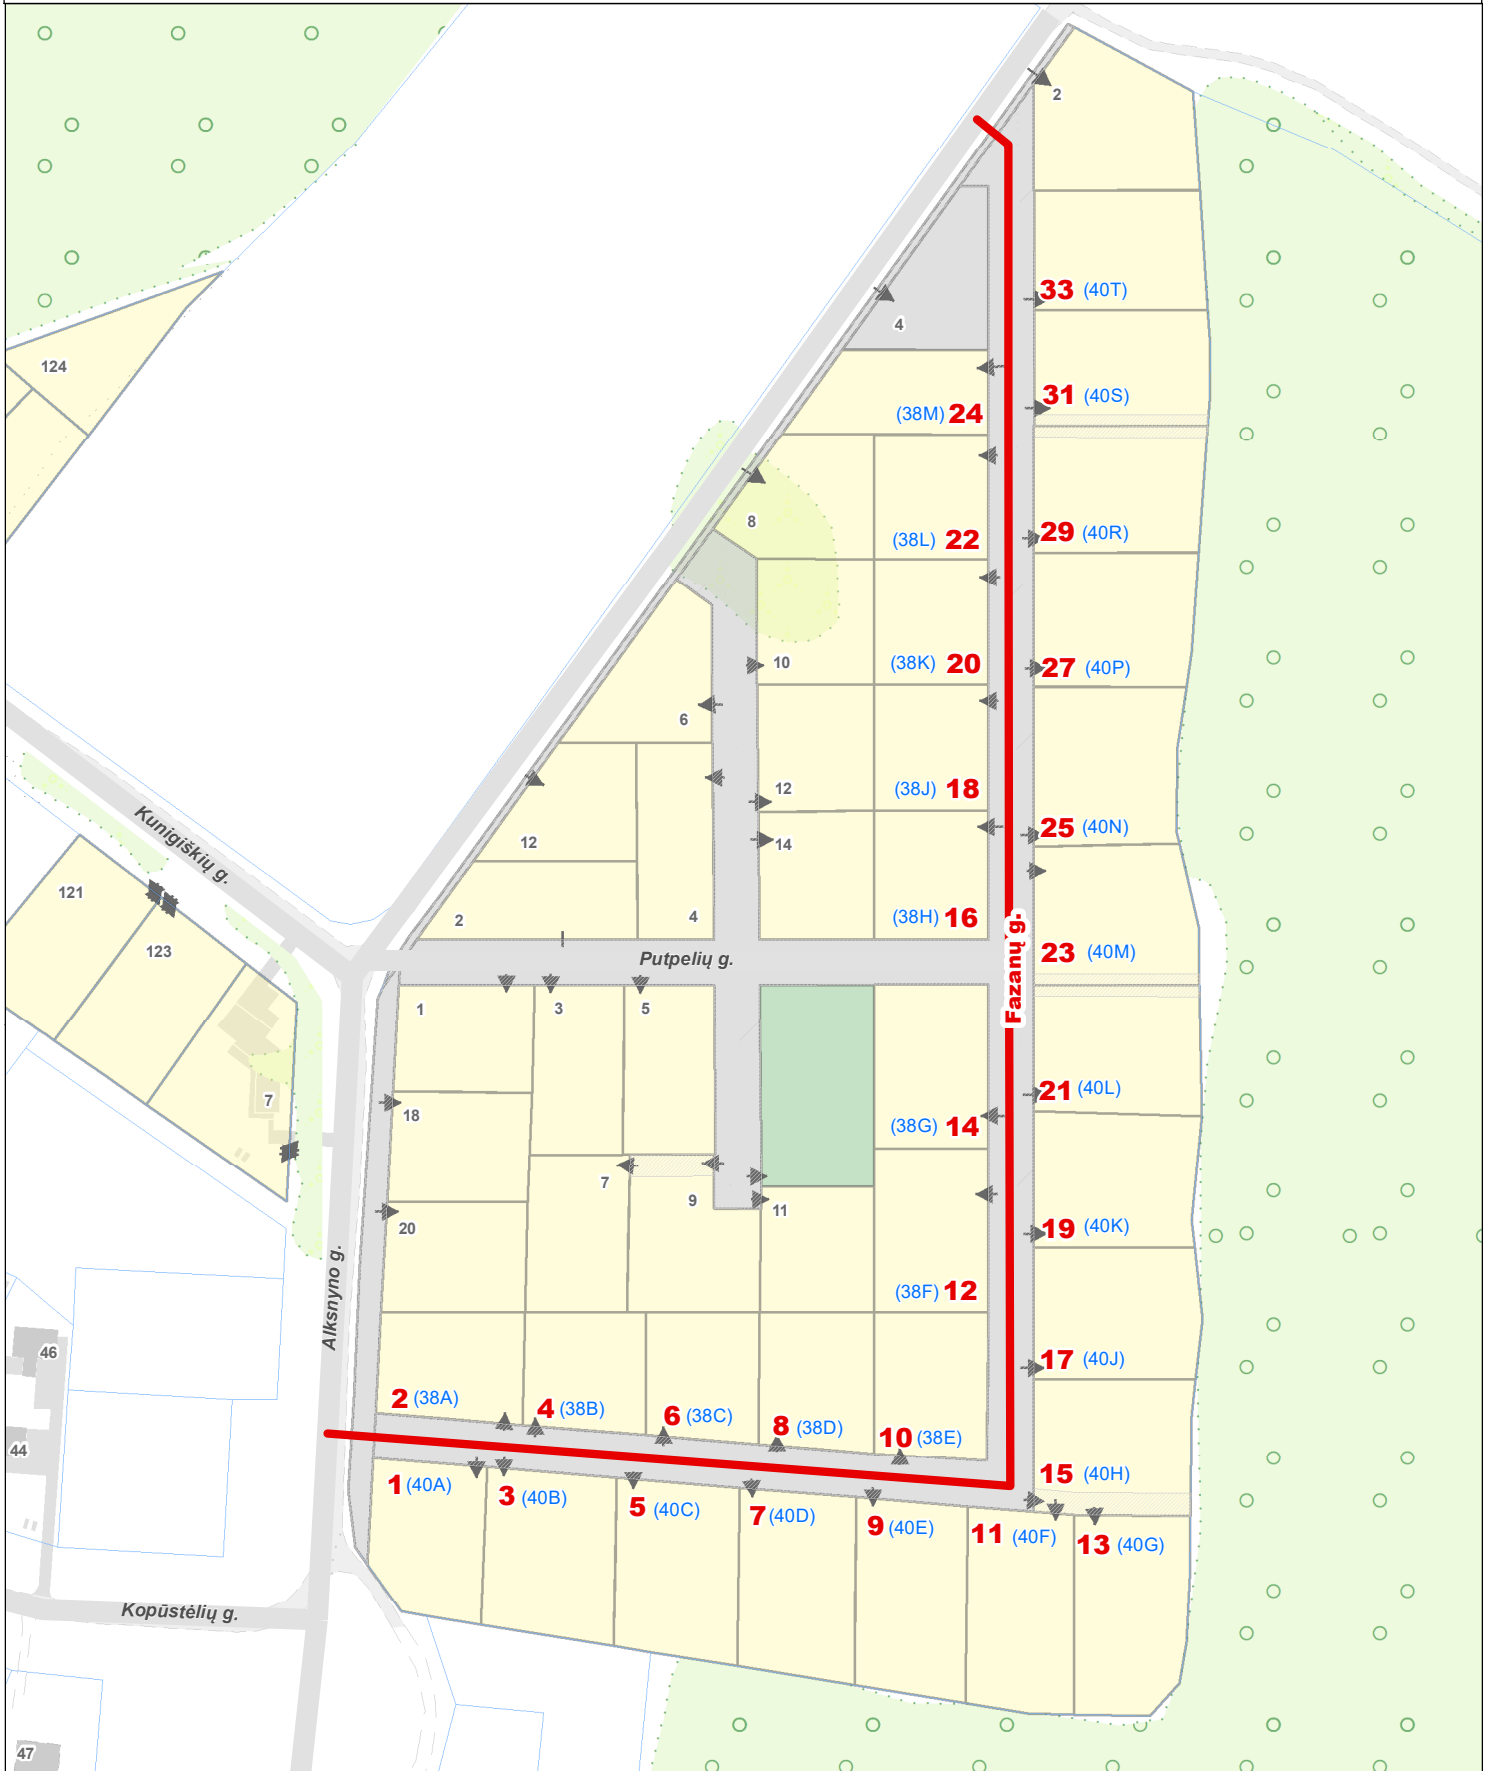 2
33 (40T)
4
124
31 (40S)
(38M) 24
8
29 (40R)
(38L) 22
10
(38K) 20
27 (40P)
6
12
(38J) 18
Kunigiškių g.
12
14
25 (40N)
121
2
4
(38H) 16
Fazanų g.
123
Putpelių g.
23 (40M)
1
3
5
7
18
(38G) 14
21 (40L)
7
9
11
20
19 (40K)
Alksnyno g.
(38F) 12
46
17 (40J)
2 (38A)
4 (38B)
6 (38C)
8 (38D)
10 (38E)
44
1 (40A)
3 (40B)
5 (40C)
7 (40D)
9 (40E)
11 (40F)
15 (40H)
13 (40G)
Kopūstėlių g.
47